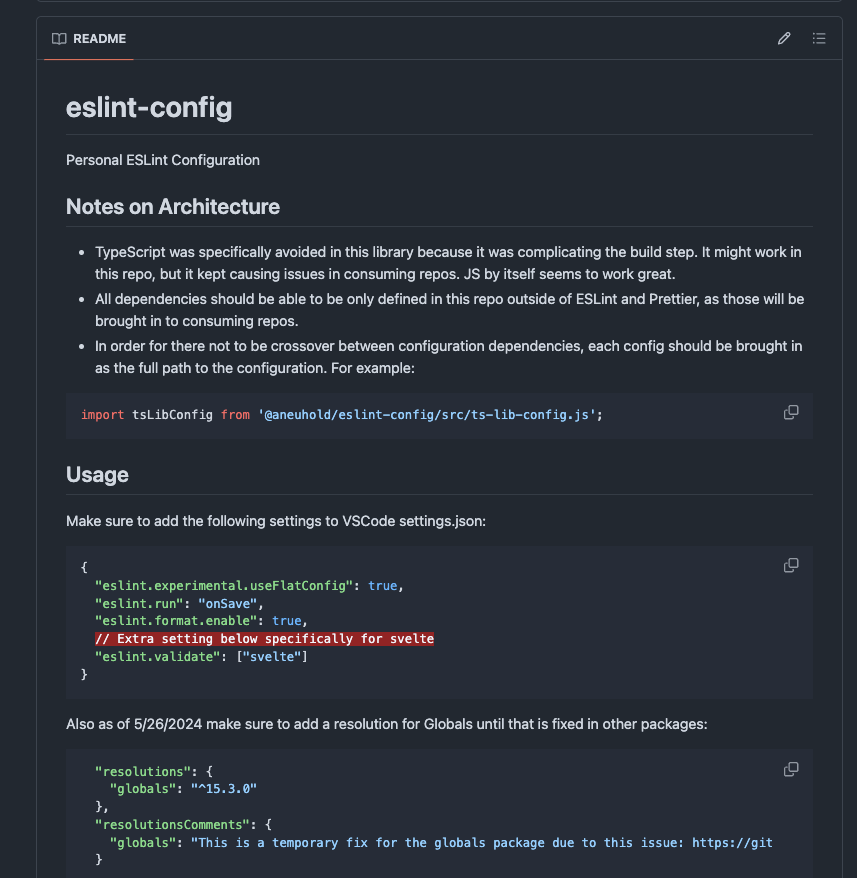 README
eslint-config
Personal ESLint Configuration
Notes on Architecture
• TypeScript was specifically avoided in this library because it was complicating the build step. It might work in
this repo, but it kept causing issues in consuming repos. JS by itself seems to work great.
• All dependencies should be able to be only defined in this repo outside of ESLint and Prettier, as those will be
brought in to consuming repos.
• In order for there not to be crossover between configuration dependencies, each config should be brought in
as the full path to the configuration. For example:
import tsLibConfig from '@aneuhold/eslint-config/src/ts-lib-config.js';
Usage
Make sure to add the following settings to VSCode settings.json:
{
  "eslint.experimental.useFlatConfig": true,
  "eslint.run": "onSave",
  "eslint.format.enable": true,
  // Extra setting below specifically for svelte
  "eslint.validate": ["svelte"]
}
Also as of 5/26/2024 make sure to add a resolution for Globals until that is fixed in other packages:
  "resolutions": {
    "globals": "^15.3.0"
  },
  "resolutionsComments": {
    "globals": "This is a temporary fix for the globals package due to this issue: https://git
  }